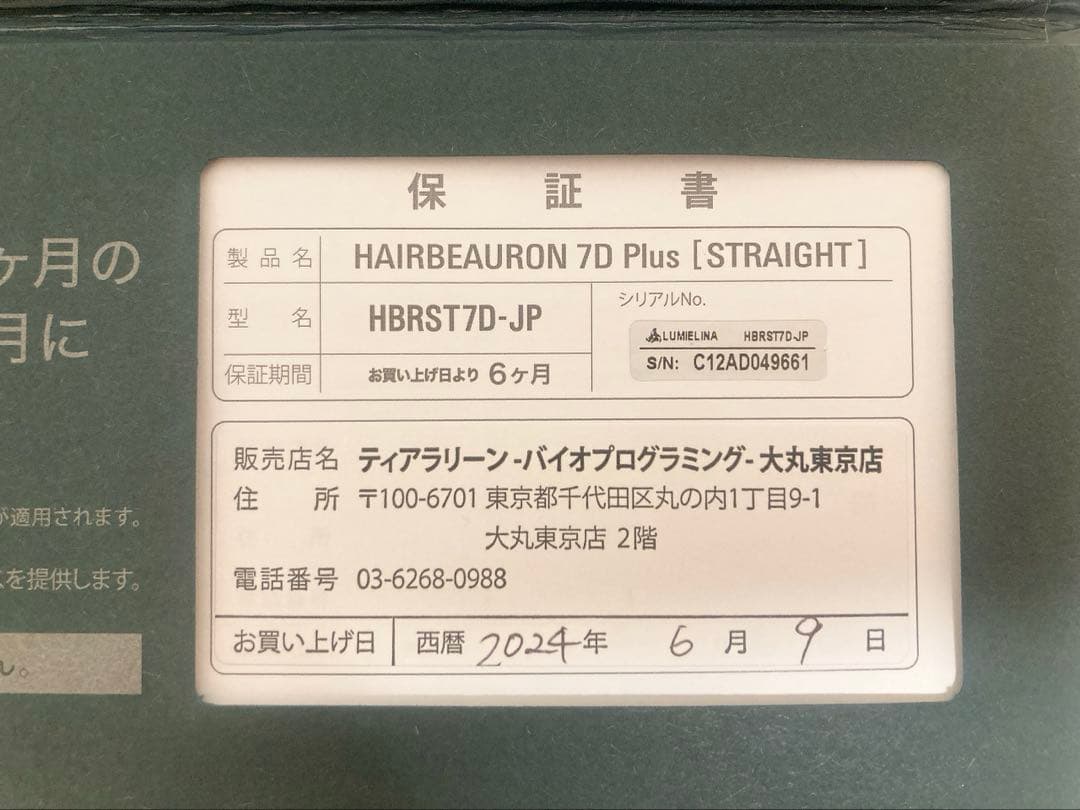 ヶ月の
月に
が適用されます。
を提供します。
ん。
保 証 書
製品名 HAIRBEAURON 7D Plus [STRAIGHT]
型 名 HBRST7D-JP
シリアルNo.
LUMIELINA HBRST7D-JP
S/N: C12AD049661
保証期間 お買い上げ日より 6ヶ月
販売店名 ティアラリーン -バイオプログラミング- 大丸東京店
住 所 〒100-6701 東京都千代田区丸の内1丁目9-1
大丸東京店 2階
電話番号 03-6268-0988
お買い上げ日 西暦 2024年 6月 9日